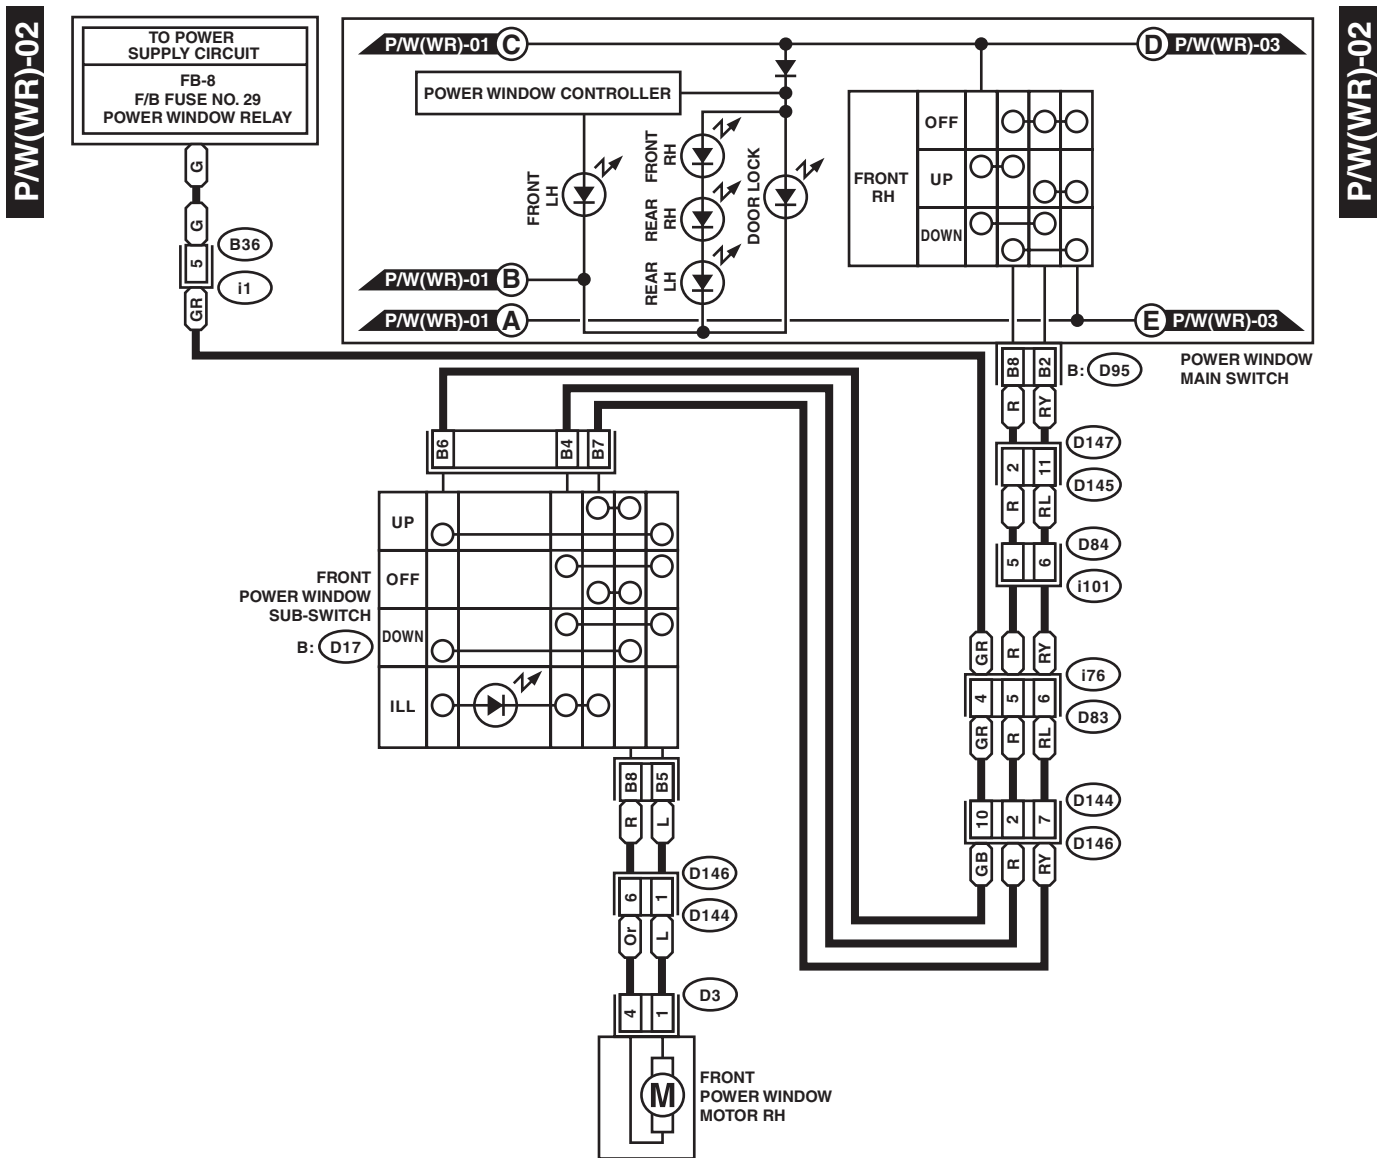 P/W(WR)-02
P/W(WR)-02
TO POWER
SUPPLY CIRCUIT
FB-8
F/B FUSE NO. 29
POWER WINDOW RELAY
G
G
5
B36
i1
GR
P/W(WR)-01 C
D P/W(WR)-03
POWER WINDOW CONTROLLER
FRONT
LH
FRONT
RH
REAR
RH
REAR
LH
DOOR LOCK
FRONT
RH
OFF
UP
DOWN
P/W(WR)-01 B
P/W(WR)-01 A
E P/W(WR)-03
POWER WINDOW
MAIN SWITCH
B8 B2
B: D95
R RY
D147
2 11
D145
R RL
D84
5 6
i101
GR R RY
i76
4 5 6
D83
GR R RL
D144
10 2 7
D146
GB R RY
B6 B4 B7
UP
OFF
DOWN
ILL
FRONT
POWER WINDOW
SUB-SWITCH
B: D17
B8 B5
R L
D146
6 1
D144
Or L
D3
4 1
M
FRONT
POWER WINDOW
MOTOR RH